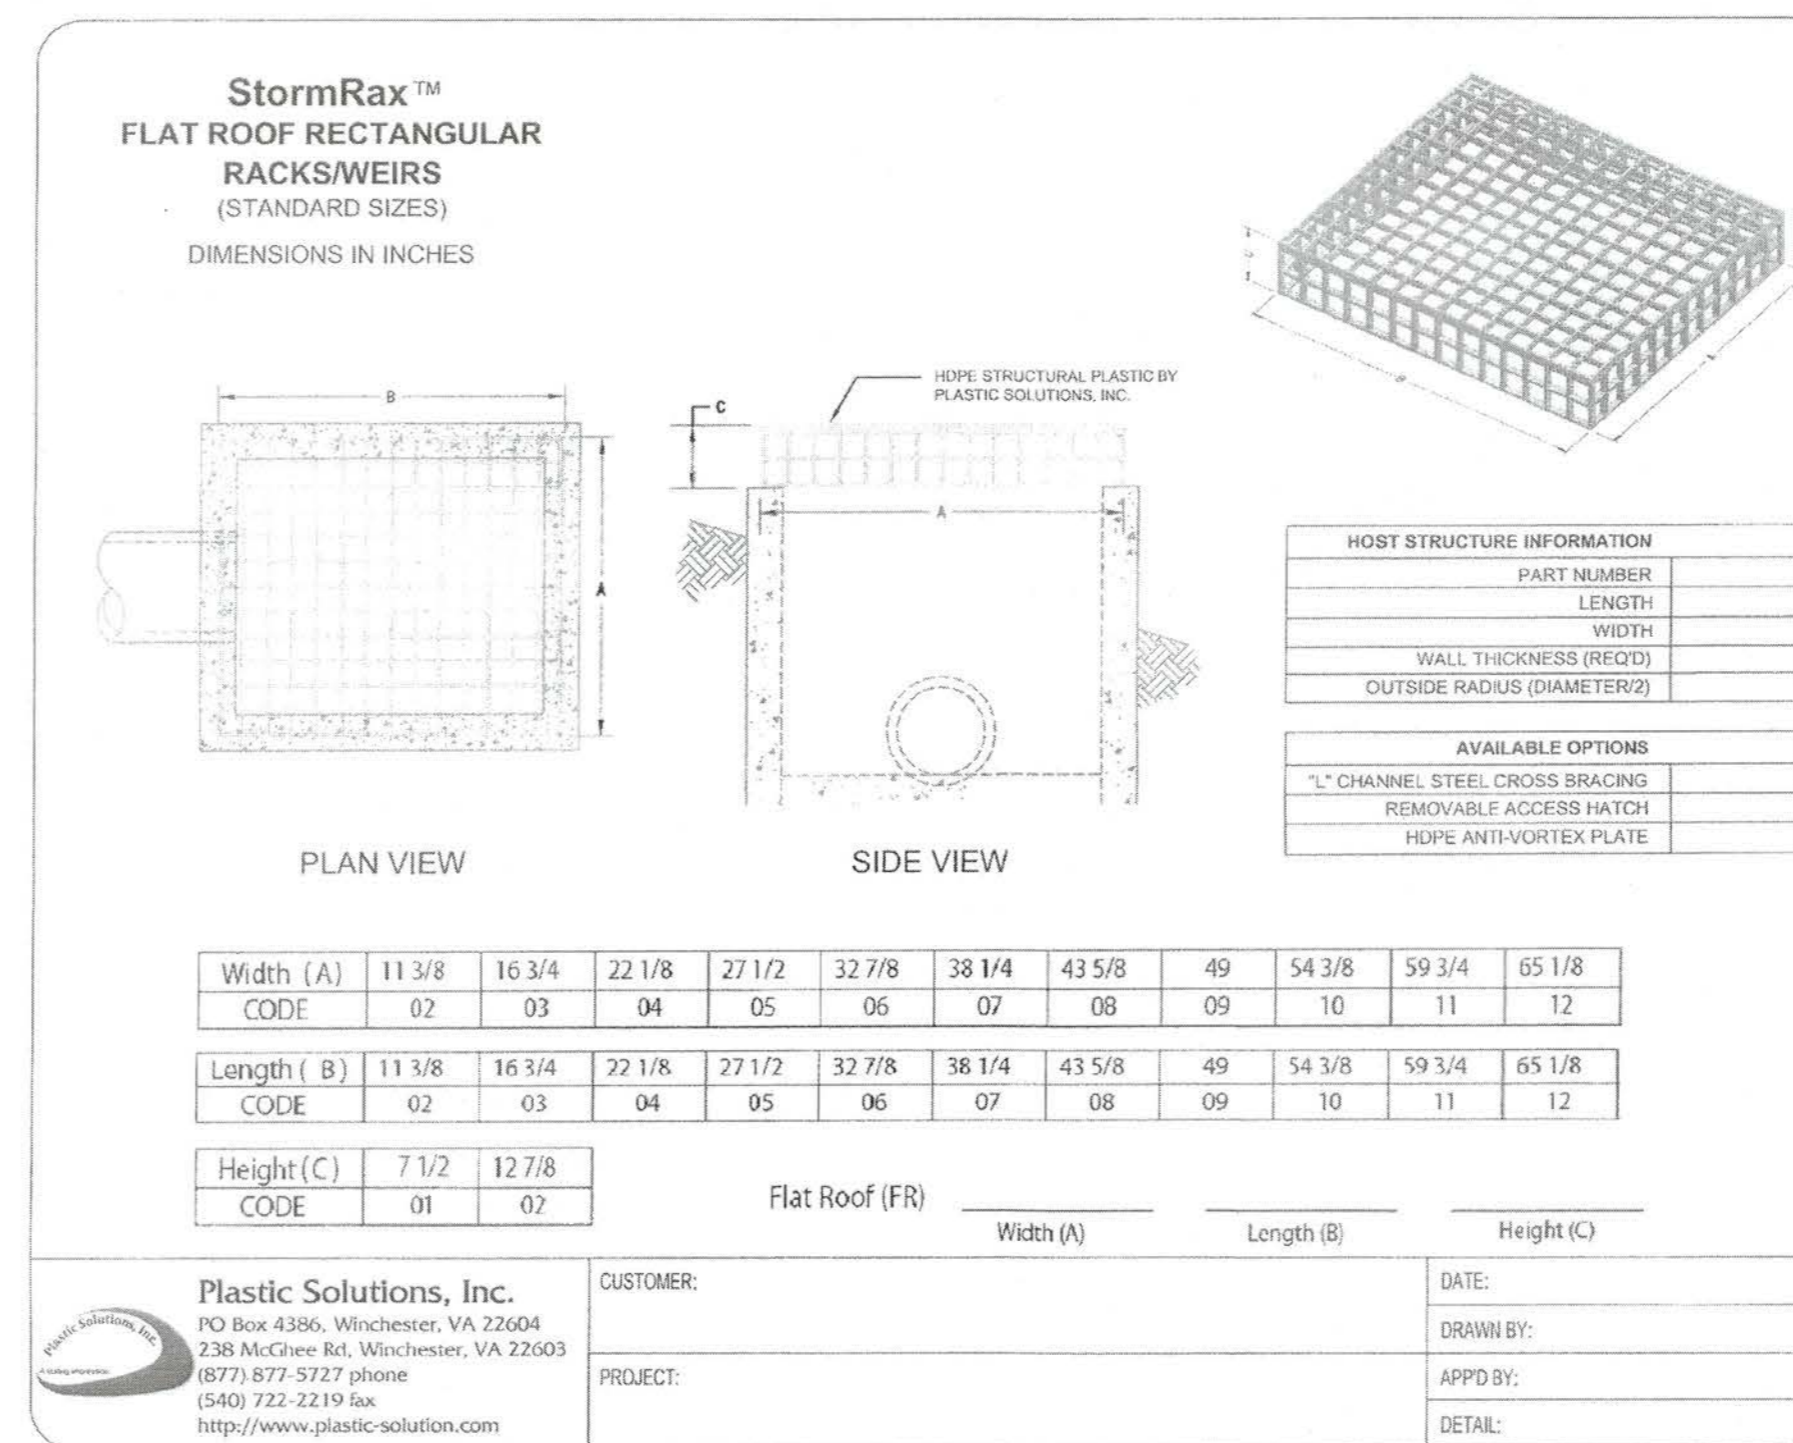 StormRax™
FLAT ROOF RECTANGULAR
RACKS/WEIRS
(STANDARD SIZES)
DIMENSIONS IN INCHES
B
A
PLAN VIEW
HDPE STRUCTURAL PLASTIC BY
PLASTIC SOLUTIONS, INC.
C
A
SIDE VIEW
C
B
HOST STRUCTURE INFORMATION
PART NUMBER
LENGTH
WIDTH
WALL THICKNESS (REQ'D)
OUTSIDE RADIUS (DIAMETER/2)
AVAILABLE OPTIONS
"L" CHANNEL STEEL CROSS BRACING
REMOVABLE ACCESS HATCH
HDPE ANTI-VORTEX PLATE
Width (A) 11 3/8 16 3/4 22 1/8 27 1/2 32 7/8 38 1/4 43 5/8 49 54 3/8 59 3/4 65 1/8
CODE 02 03 04 05 06 07 08 09 10 11 12
Length ( B) 11 3/8 16 3/4 22 1/8 27 1/2 32 7/8 38 1/4 43 5/8 49 54 3/8 59 3/4 65 1/8
CODE 02 03 04 05 06 07 08 09 10 11 12
Height (C) 7 1/2 12 7/8
CODE 01 02
Flat Roof (FR)
Width (A) Length (B) Height (C)
Plastic Solutions, Inc.
Plastic Solutions, Inc.
PO Box 4386, Winchester, VA 22604
238 McGhee Rd, Winchester, VA 22603
(877) 877-5727 phone
(540) 722-2219 fax
http://www.plastic-solution.com
CUSTOMER:
PROJECT:
DATE:
DRAWN BY:
APP'D BY:
DETAIL: